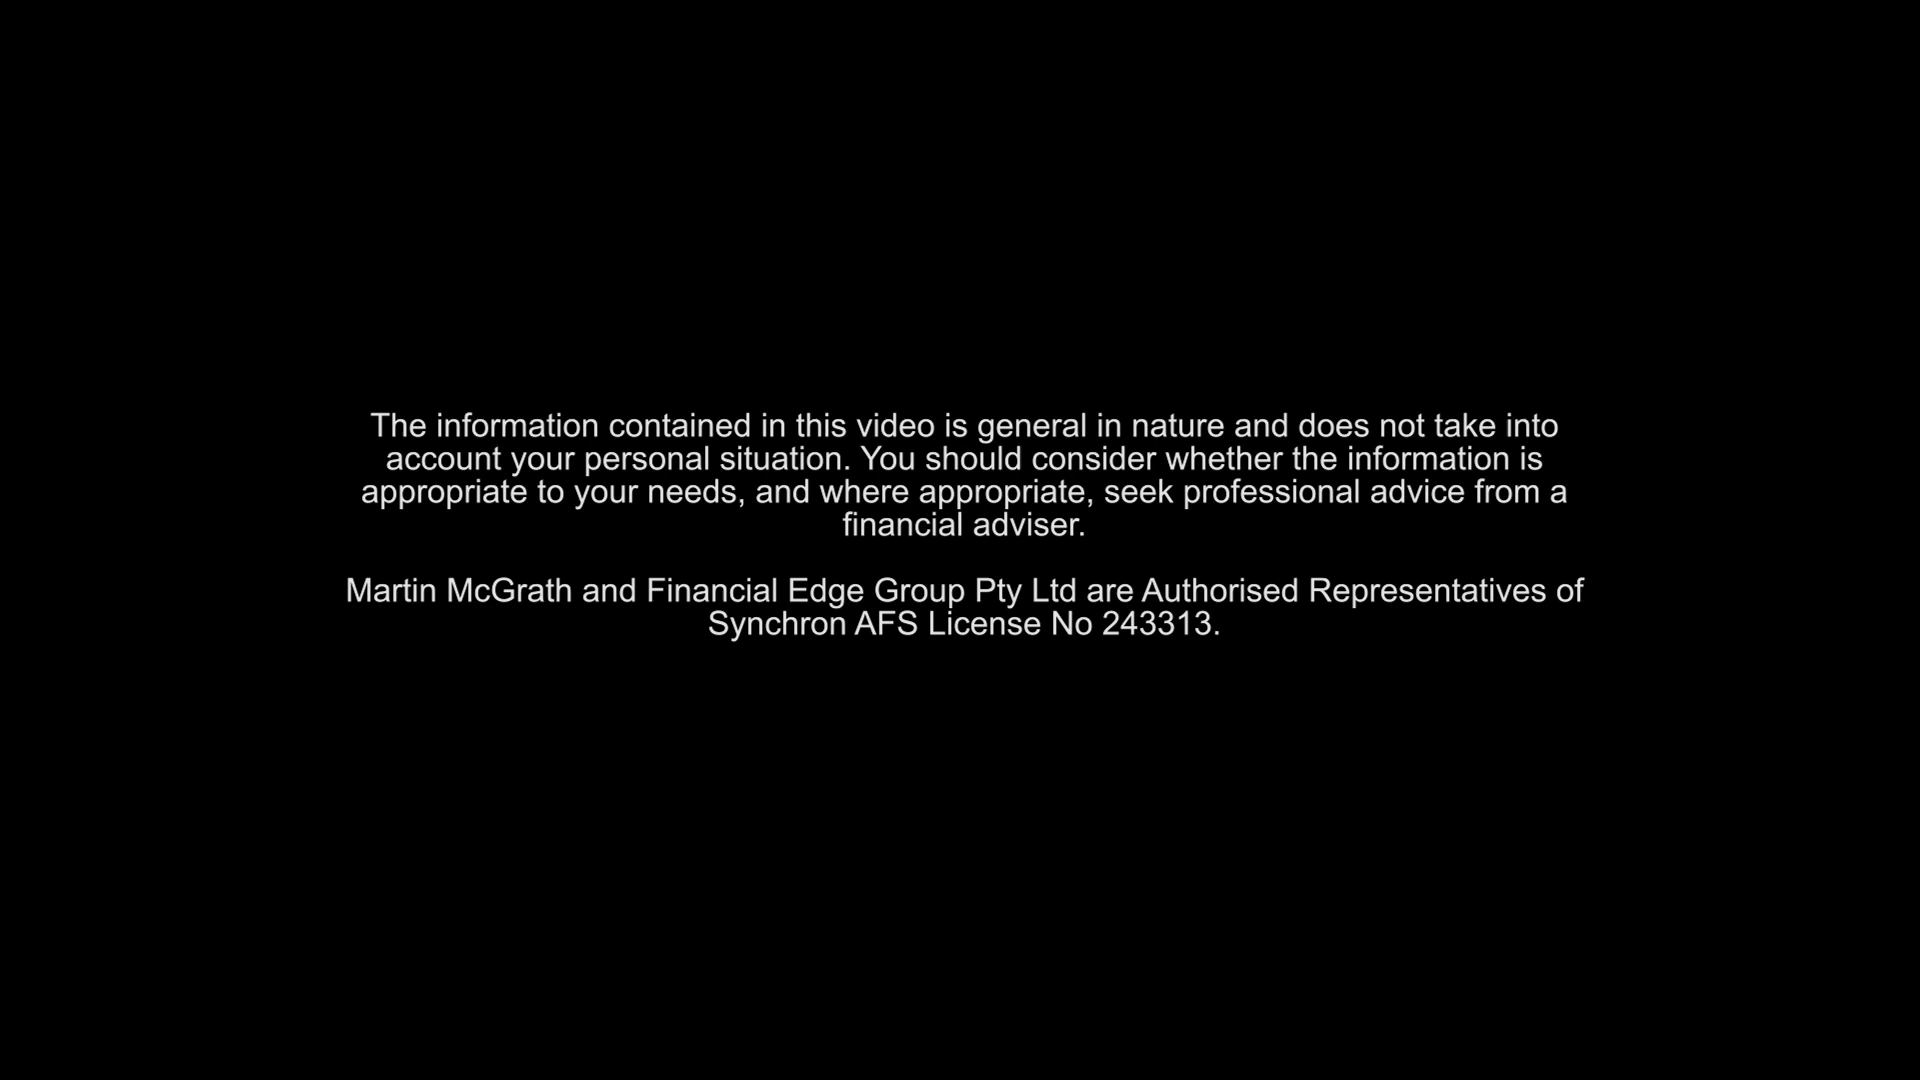 The information contained in this video is general in nature and does not take into
account your personal situation. You should consider whether the information is
appropriate to your needs, and where appropriate, seek professional advice from a
financial adviser.
Martin McGrath and Financial Edge Group Pty Ltd are Authorised Representatives of
Synchron AFS License No 243313.